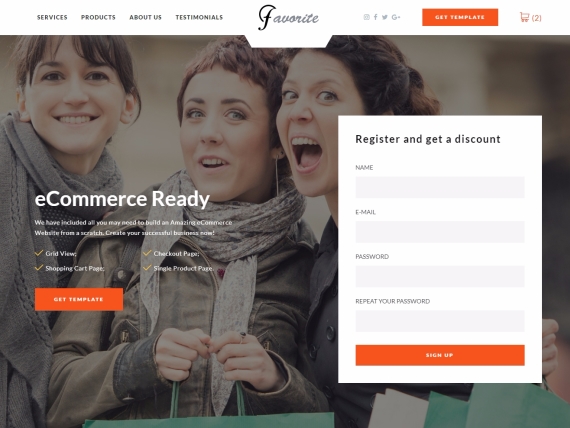 SERVICES PRODUCTS ABOUT US TESTIMONIALS
Favorite
GET TEMPLATE
(2)
eCommerce Ready
We have included all you may need to build an Amazing eCommerce
Website from a scratch. Create your successful business now!
Grid View; Checkout Page;
Shopping Cart Page; Single Product Page.
GET TEMPLATE
Register and get a discount
NAME
E-MAIL
PASSWORD
REPEAT YOUR PASSWORD
SIGN UP